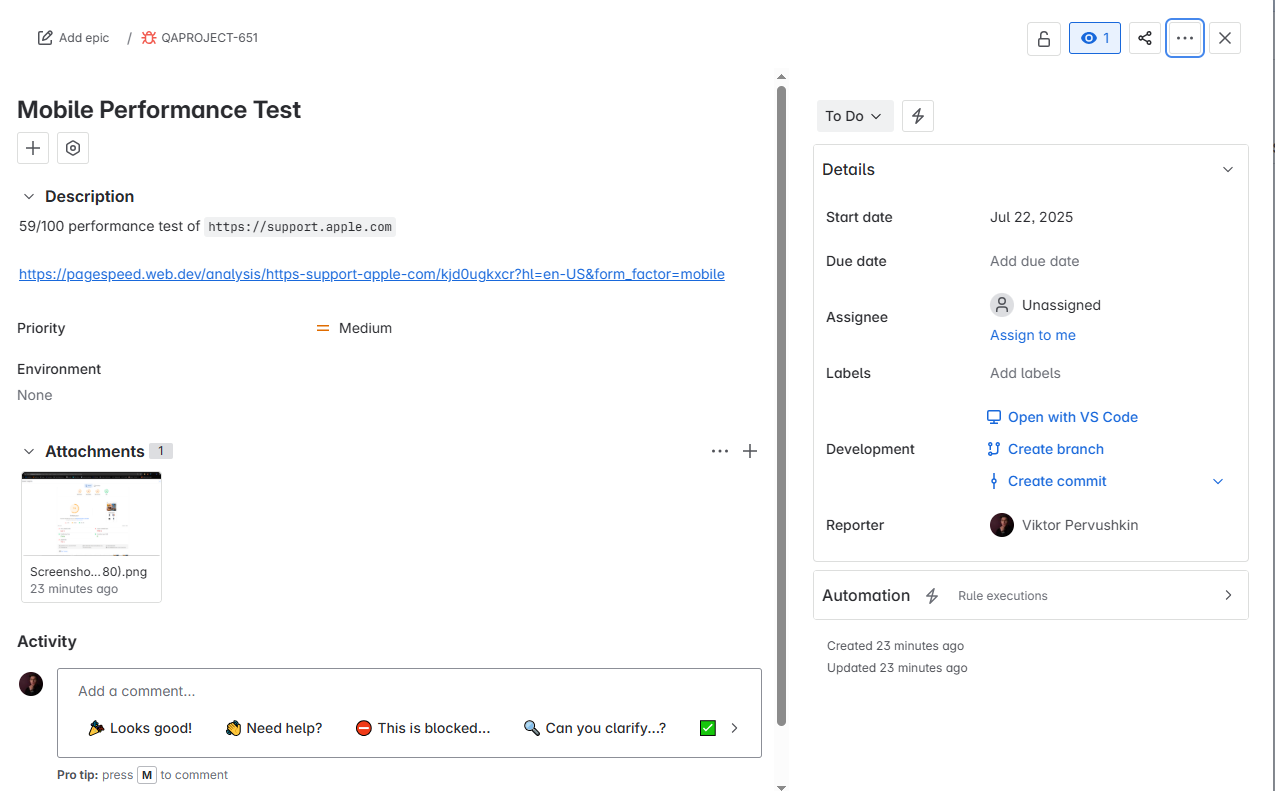 Add epic / QAPROJECT-651
1
Mobile Performance Test
Description
59/100 performance test of https://support.apple.com
https://pagespeed.web.dev/analysis/https-support-apple-com/kjd0ugkxcr?hl=en-US&form_factor=mobile
Priority Medium
Environment
None
Attachments 1
Screensho...80).png
23 minutes ago
Activity
Add a comment...
Looks good! Need help? This is blocked... Can you clarify...?
Pro tip: press M to comment
To Do
Details
Start date Jul 22, 2025
Due date Add due date
Assignee Unassigned
Assign to me
Labels Add labels
Open with VS Code
Development Create branch
Create commit
Reporter Viktor Pervushkin
Automation Rule executions
Created 23 minutes ago
Updated 23 minutes ago